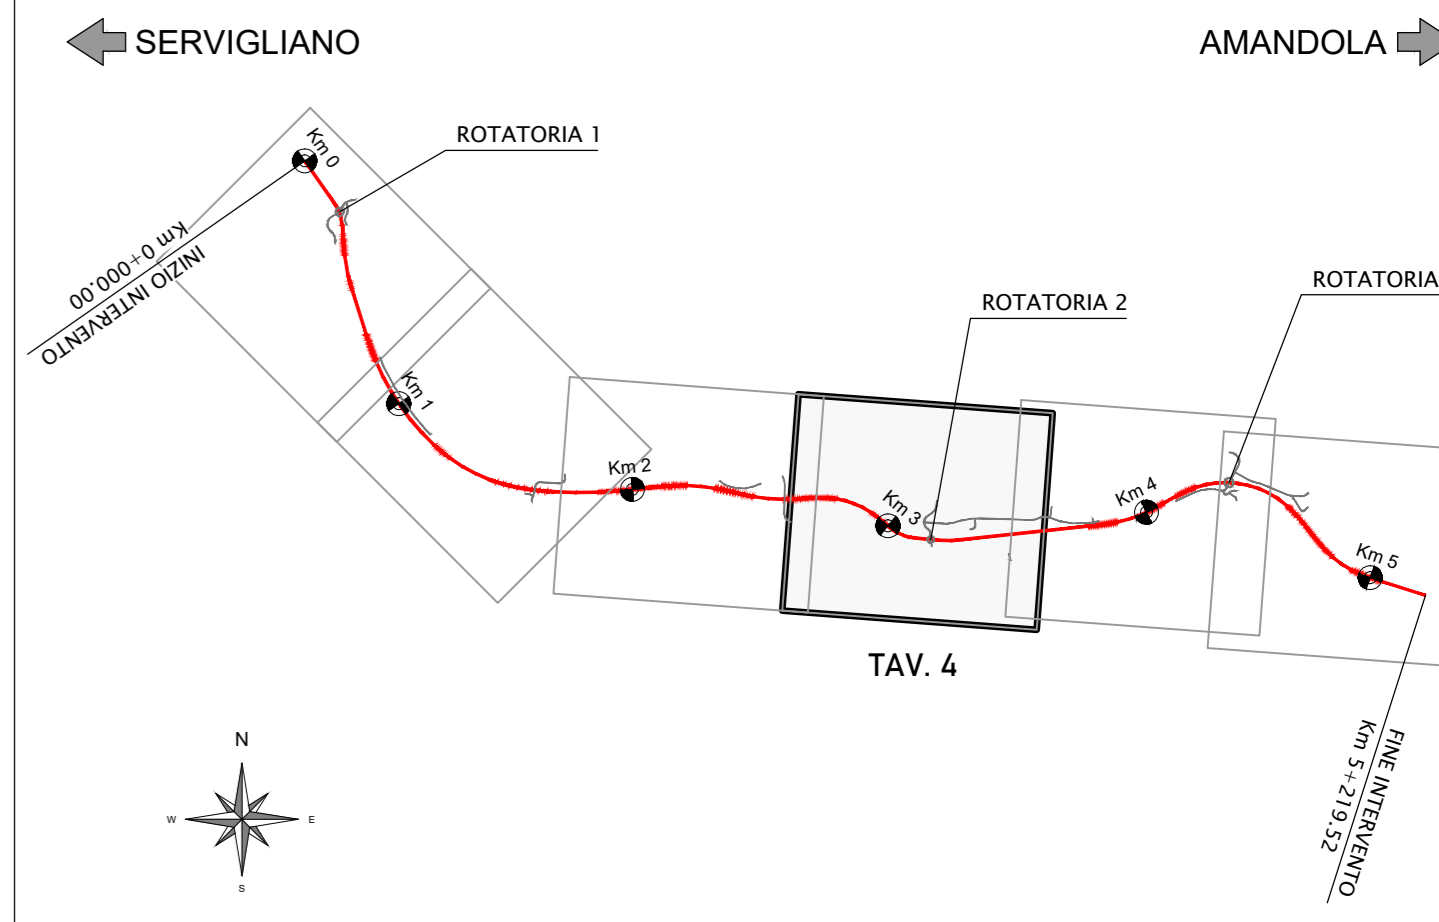 SERVIGLIANO
AMANDOLA
ROTATORIA 1
Km 0
INIZIO INTERVENTO
Km 0+000.00
ROTATORIA
ROTATORIA 2
Km 1
Km 2
Km 3
Km 4
Km 5
TAV. 4
FINE INTERVENTO
Km 5+219.52
N
W
E
S